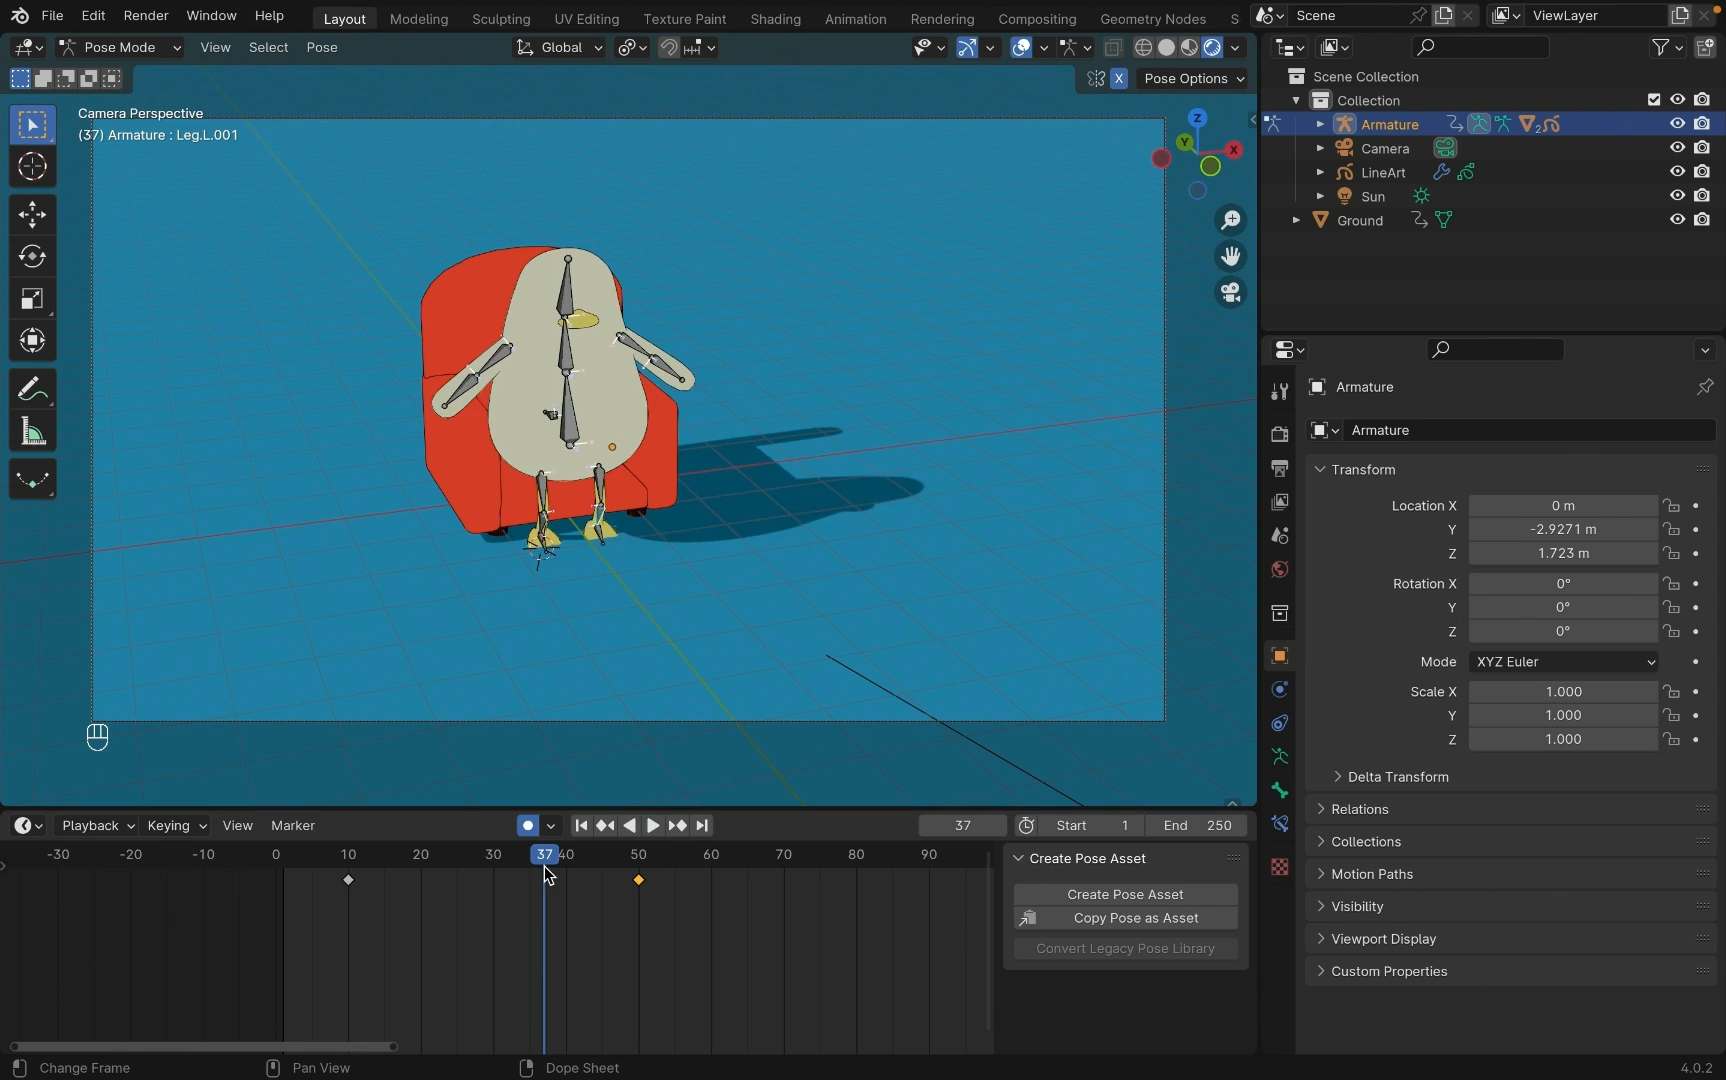 File Edit Render Window Help Layout Modeling Sculpting UV Editing Texture Paint Shading Animation Rendering Compositing Geometry Nodes S Scene ViewLayer
Pose Mode View Select Pose Global
X Pose Options
Camera Perspective
(37) Armature : Leg.L.001
Z
Y
X
Scene Collection
Collection
Armature 2
Camera
LineArt
Sun
Ground
Armature
Armature
Transform
Location X 0 m
Y -2.9271 m
Z 1.723 m
Rotation X 0°
Y 0°
Z 0°
Mode XYZ Euler
Scale X 1.000
Y 1.000
Z 1.000
Delta Transform
Relations
Collections
Motion Paths
Visibility
Viewport Display
Custom Properties
Playback Keying View Marker 37 Start 1 End 250
-30 -20 -10 0 10 20 30 37 40 50 60 70 80 90
Create Pose Asset
Create Pose Asset
Copy Pose as Asset
Convert Legacy Pose Library
Change Frame Pan View Dope Sheet 4.0.2